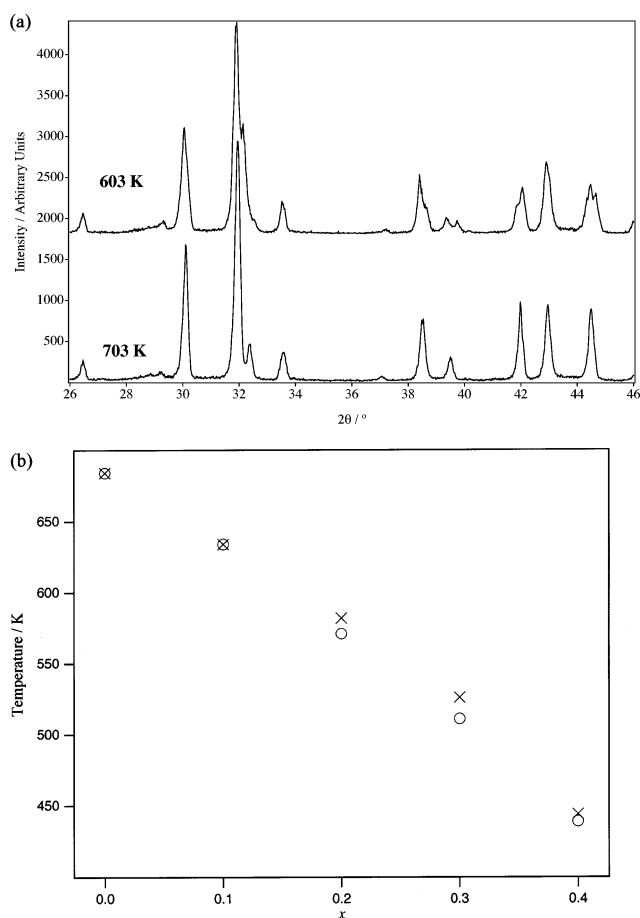 (a)
Intensity / Arbitrary Units
4000
3500
3000
2500
2000
1500
1000
500
603 K
703 K
26 28 30 32 34 36 38 40 42 44 46
2θ / °
(b)
Temperature / K
650
600
550
500
450
0.0 0.1 0.2 0.3 0.4
x